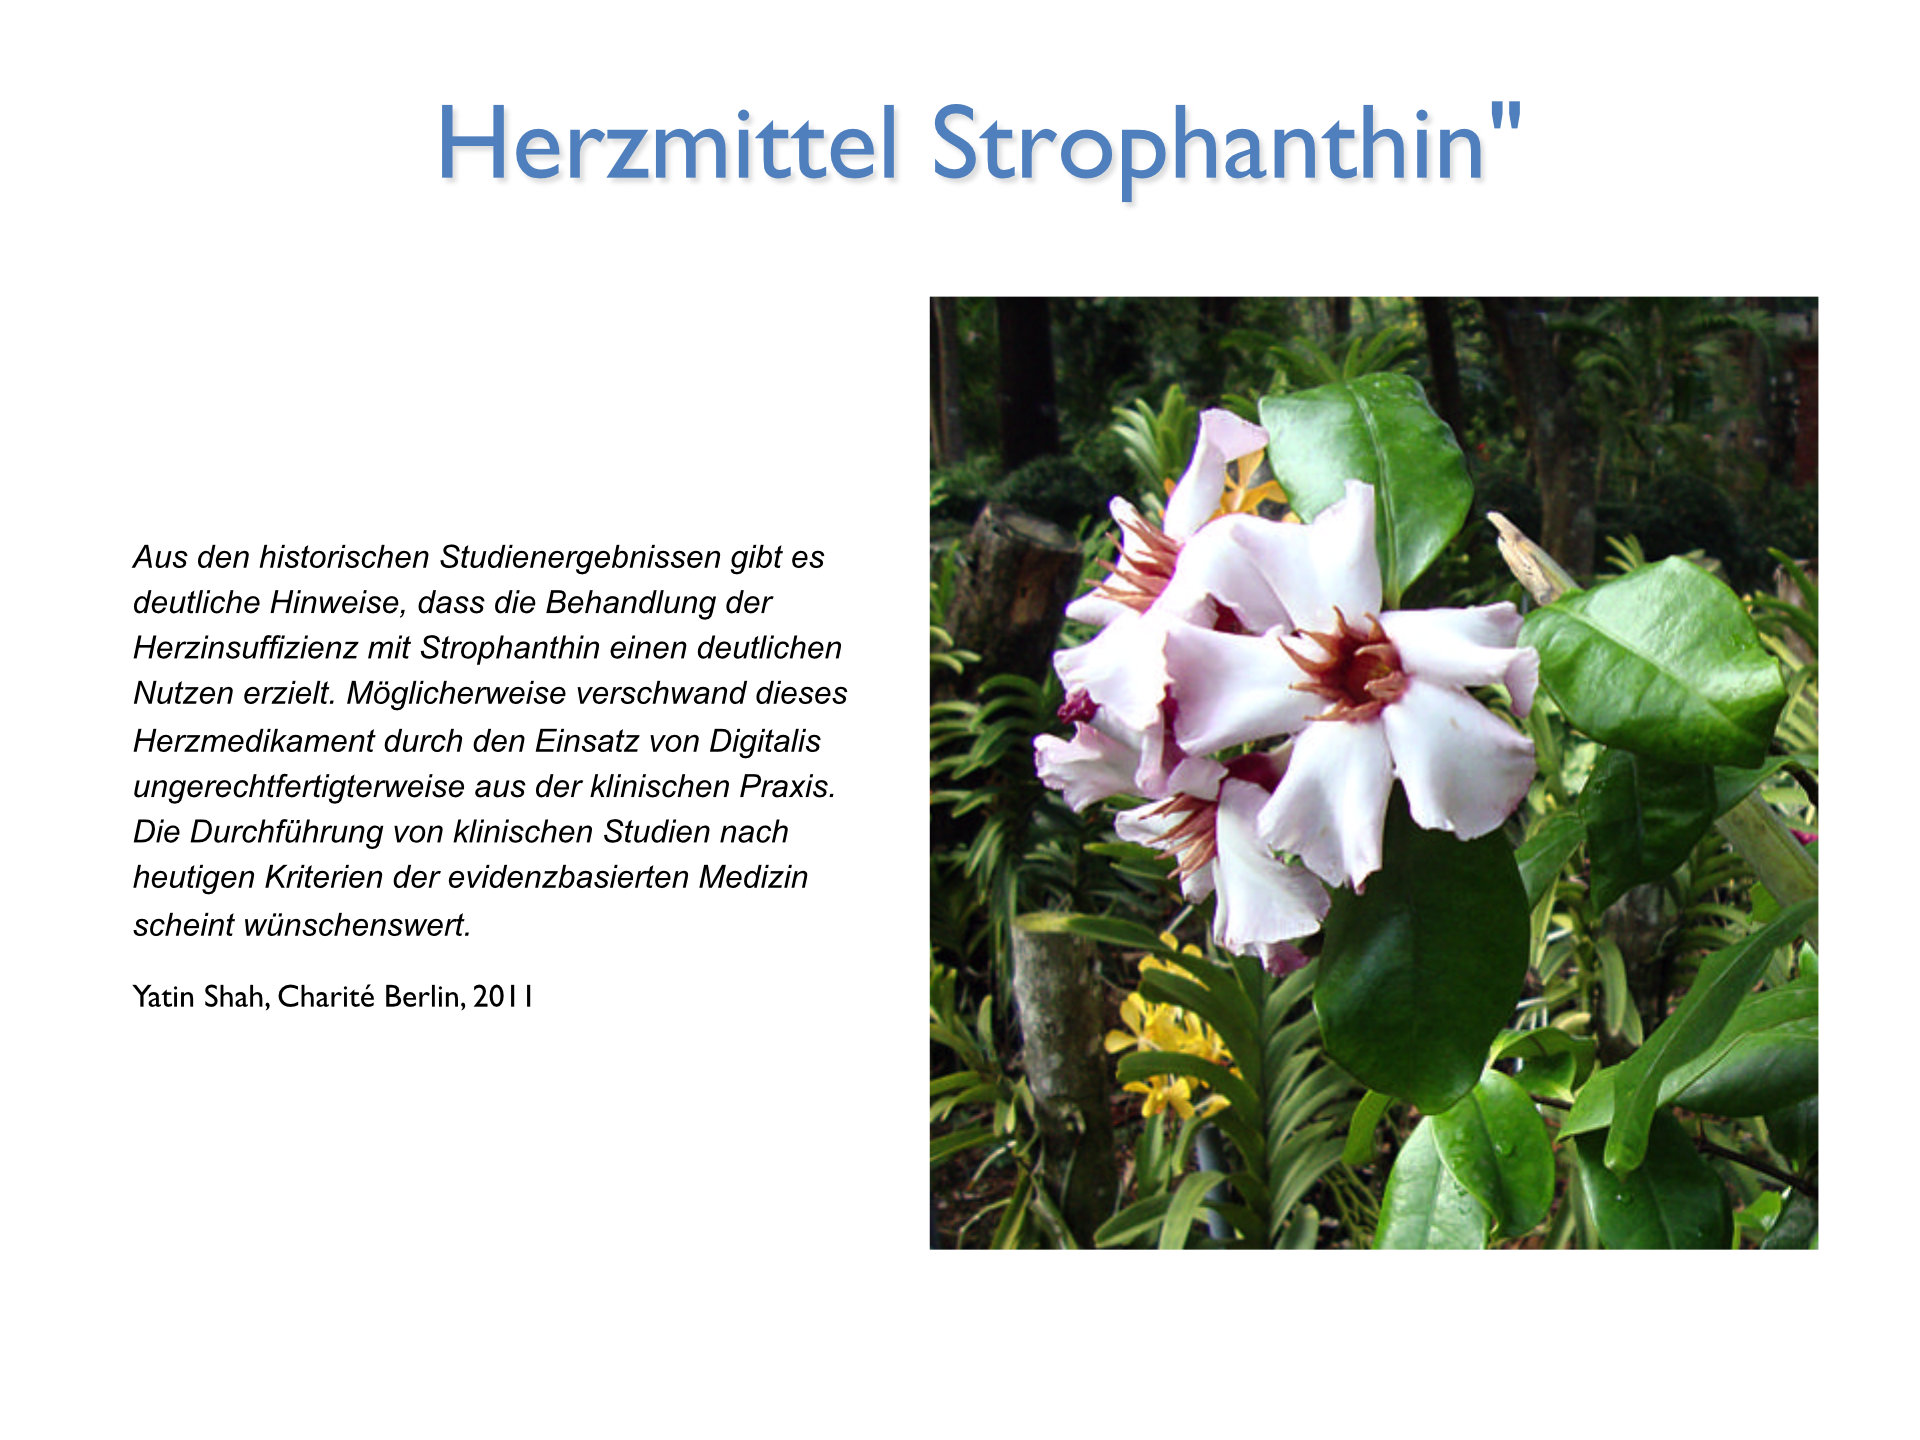 Herzmittel Strophanthin"
Aus den historischen Studienergebnissen gibt es
deutliche Hinweise, dass die Behandlung der
Herzinsuffizienz mit Strophanthin einen deutlichen
Nutzen erzielt. Möglicherweise verschwand dieses
Herzmedikament durch den Einsatz von Digitalis
ungerechtfertigterweise aus der klinischen Praxis.
Die Durchführung von klinischen Studien nach
heutigen Kriterien der evidenzbasierten Medizin
scheint wünschenswert.
Yatin Shah, Charité Berlin, 2011